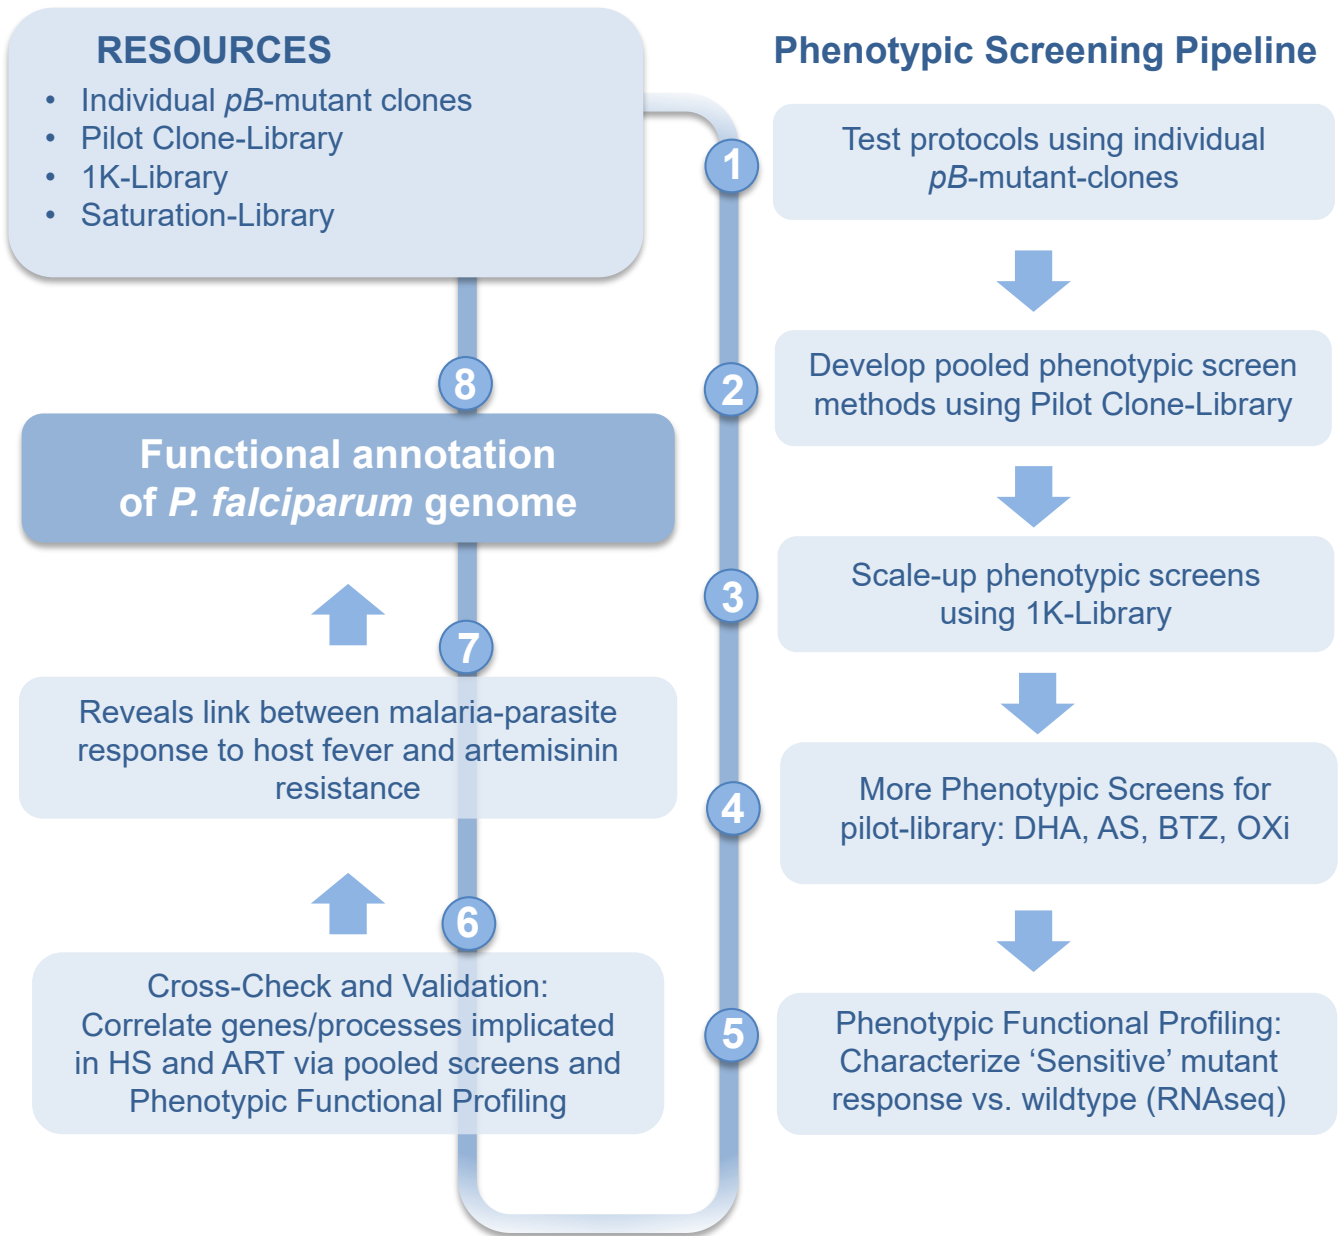 RESOURCES
• Individual pB-mutant clones
• Pilot Clone-Library
• 1K-Library
• Saturation-Library
Phenotypic Screening Pipeline
1
Test protocols using individual
pB-mutant-clones
2
Develop pooled phenotypic screen
methods using Pilot Clone-Library
3
Scale-up phenotypic screens
using 1K-Library
4
More Phenotypic Screens for
pilot-library: DHA, AS, BTZ, OXi
5
Phenotypic Functional Profiling:
Characterize ‘Sensitive’ mutant
response vs. wildtype (RNAseq)
6
Cross-Check and Validation:
Correlate genes/processes implicated
in HS and ART via pooled screens and
Phenotypic Functional Profiling
7
Reveals link between malaria-parasite
response to host fever and artemisinin
resistance
8
Functional annotation
of P. falciparum genome